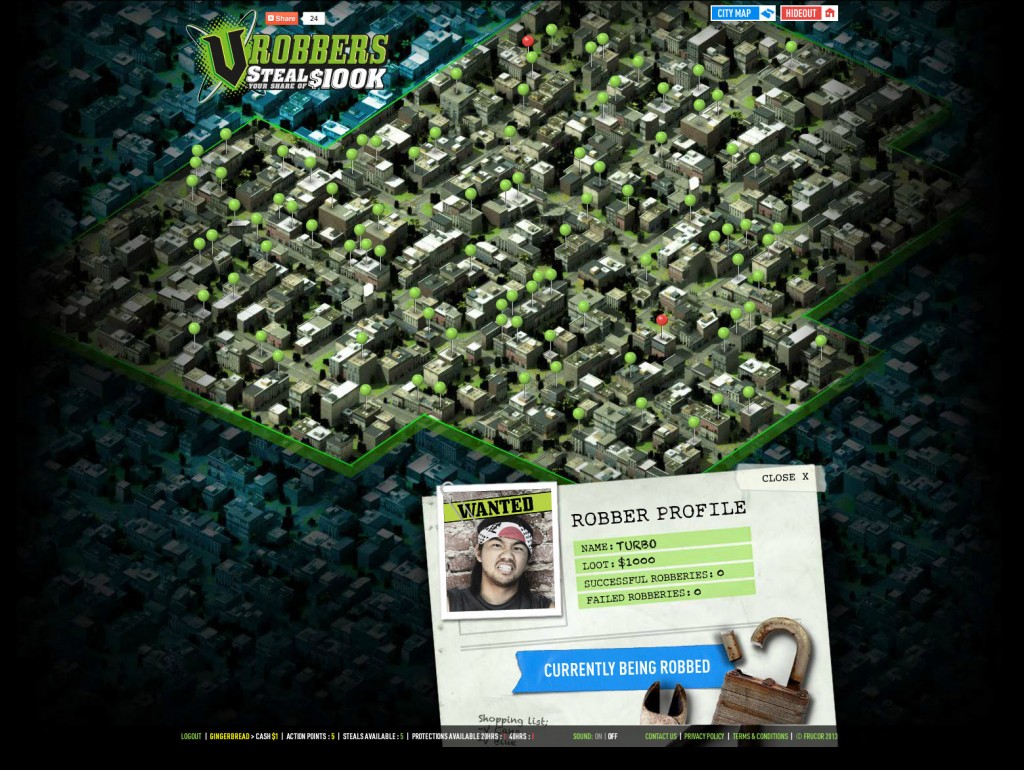 Share 24
CITY MAP
HIDEOUT
V ROBBERS
STEAL $100K
YOUR SHARE OF
CLOSE X
WANTED
ROBBER PROFILE
NAME: TURBO
LOOT: $1000
SUCCESSFUL ROBBERIES: 0
FAILED ROBBERIES: 0
CURRENTLY BEING ROBBED
Shopping list:
LOGOUT | GINGERBREAD > CASH $1 | ACTION POINTS : 5 | STEALS AVAILABLE : 5 | PROTECTIONS AVAILABLE
SOUND: ON | OFF
CONTACT US | PRIVACY POLICY | TERMS & CONDITIONS | © FRUCOR 2013